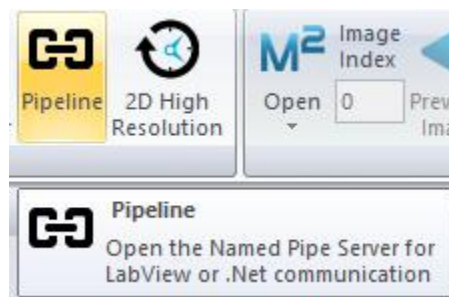 Pipeline
2D High
Resolution
M²
Open
Image
Index
0
Pipeline
Open the Named Pipe Server for
LabView or .Net communication